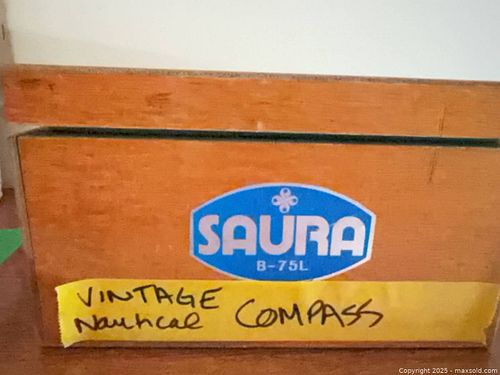 SAURA
B-75L
VINTAGE
Nautical COMPASS
Copyright © 2025 - maxsold.com